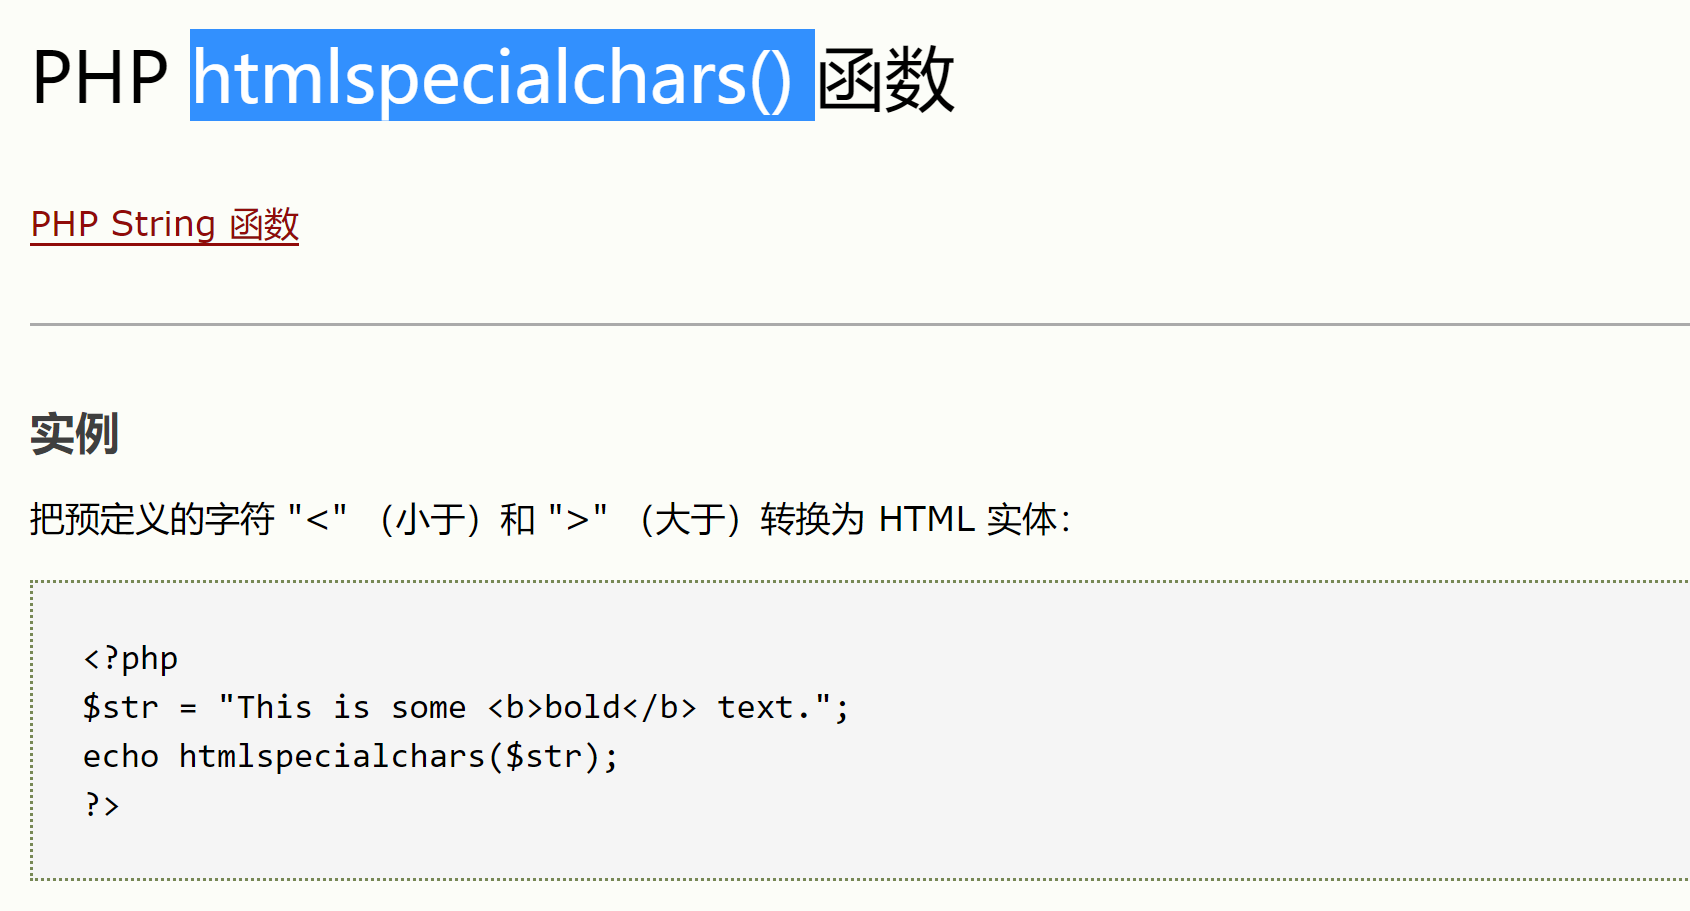 PHP htmlspecialchars() 函数
PHP String 函数
实例
把预定义的字符 "<" （小于）和 ">" （大于）转换为 HTML 实体：
<?php
$str = "This is some <b>bold</b> text.";
echo htmlspecialchars($str);
?>